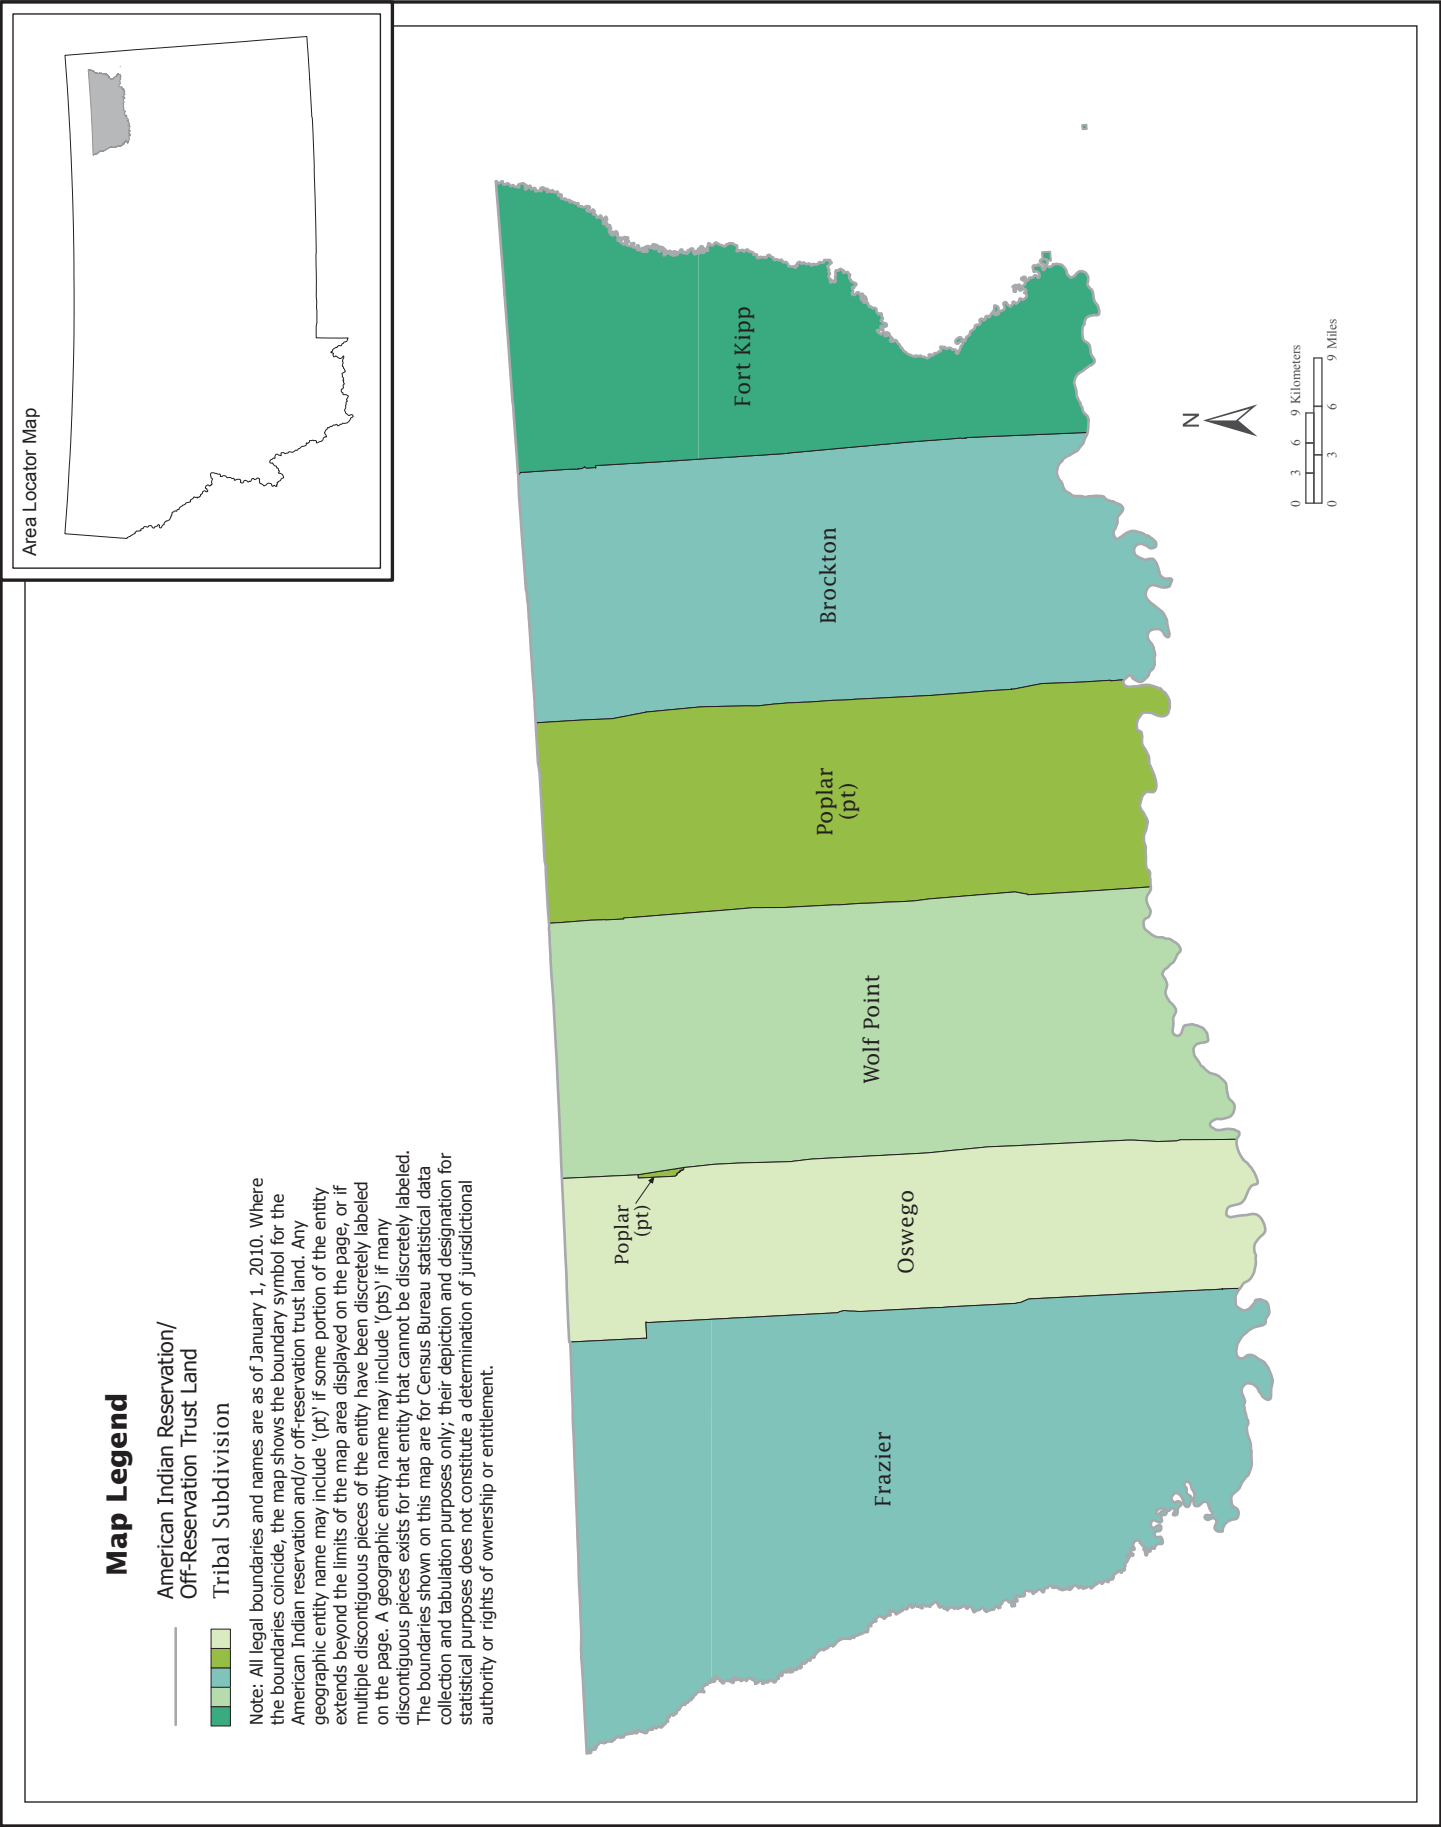 Map Legend
American Indian Reservation/
Off-Reservation Trust Land
Tribal Subdivision
Note: All legal boundaries and names are as of January 1, 2010. Where
the boundaries coincide, the map shows the boundary symbol for the
American Indian reservation and/or off-reservation trust land. Any
geographic entity name may include '(pt)' if some portion of the entity
extends beyond the limits of the map area displayed on the page, or if
multiple discontiguous pieces of the entity have been discretely labeled
on the page. A geographic entity name may include '(pts)' if many
discontiguous pieces exists for that entity that cannot be discretely labeled.
The boundaries shown on this map are for Census Bureau statistical data
collection and tabulation purposes only; their depiction and designation for
statistical purposes does not constitute a determination of jurisdictional
authority or rights of ownership or entitlement.
Area Locator Map
Frazier
Oswego
Poplar
(pt)
Wolf Point
Poplar
(pt)
Brockton
Fort Kipp
N
0 3 6 9 Kilometers
0 3 6 9 Miles